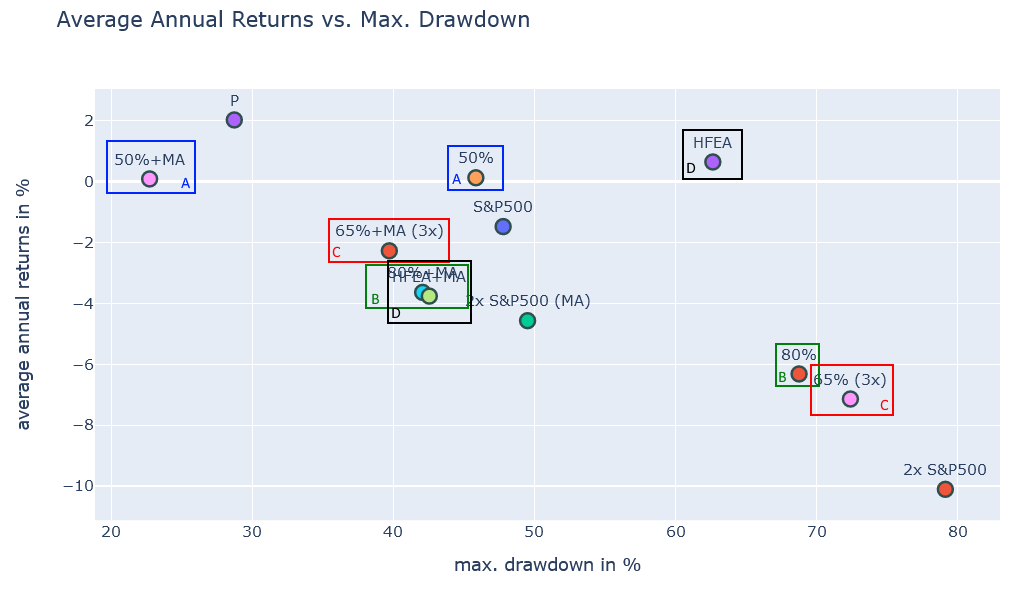 Average Annual Returns vs. Max. Drawdown
P
2
50%+MA
A
50%
A
HFEA
D
0
S&P500
65%+MA (3x)
C
−2
80%+MA
HFEA+MA
B
D
2x S&P500 (MA)
−4
80%
B
65% (3x)
C
−6
−8
2x S&P500
−10
average annual returns in %
20
30
40
50
60
70
80
max. drawdown in %